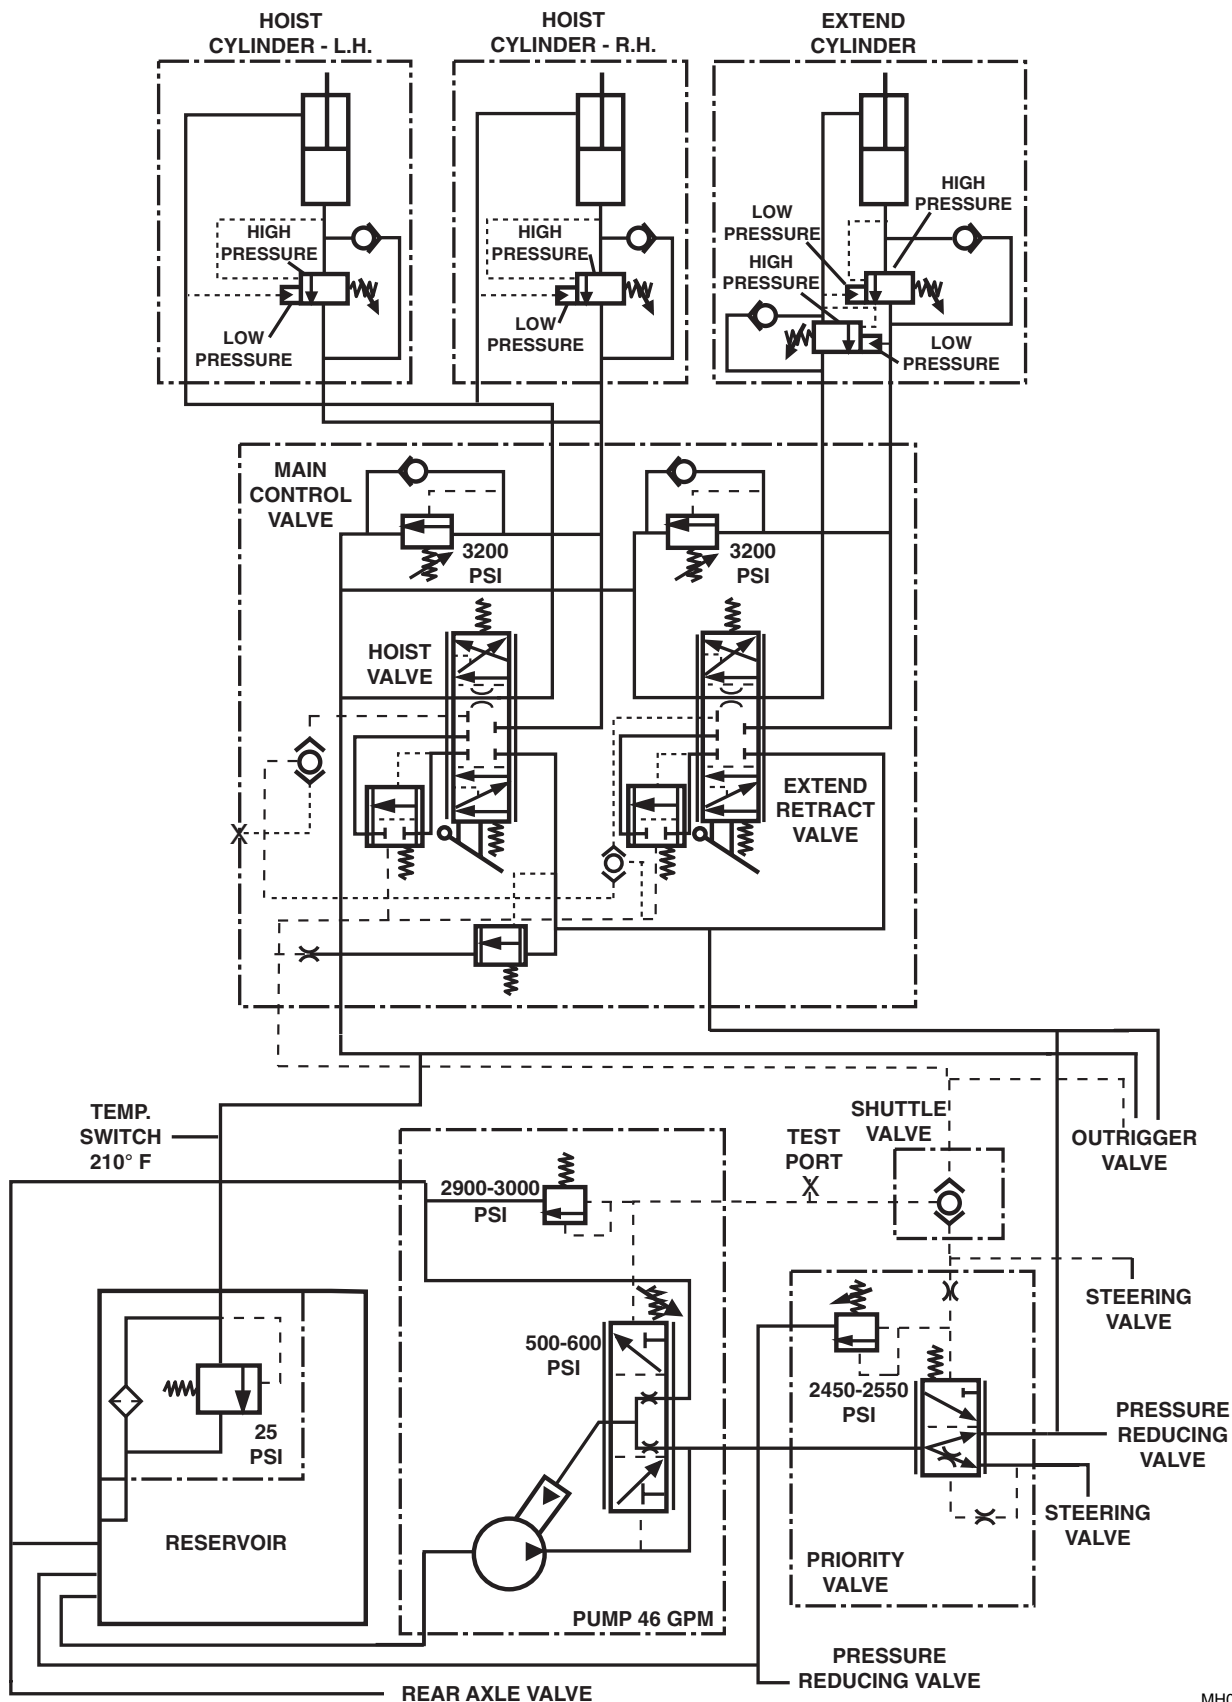 HOIST
CYLINDER - L.H.
HOIST
CYLINDER - R.H.
EXTEND
CYLINDER
HIGH
PRESSURE
LOW
PRESSURE
HIGH
PRESSURE
LOW
PRESSURE
HIGH
PRESSURE
LOW
PRESSURE
HIGH
PRESSURE
LOW
PRESSURE
MAIN
CONTROL
VALVE
3200
PSI
3200
PSI
HOIST
VALVE
EXTEND
RETRACT
VALVE
X
TEMP.
SWITCH
210° F
SHUTTLE
VALVE
TEST
PORT
X
OUTRIGGER
VALVE
2900-3000
PSI
STEERING
VALVE
500-600
PSI
2450-2550
PSI
PRESSURE
REDUCING
VALVE
25
PSI
STEERING
VALVE
RESERVOIR
PRIORITY
VALVE
PUMP 46 GPM
PRESSURE
REDUCING VALVE
REAR AXLE VALVE